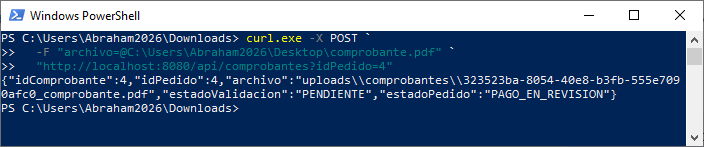 Windows PowerShell
PS C:\Users\Abraham2026\Downloads> curl.exe -X POST `
>>   -F "archivo=@C:\Users\Abraham2026\Desktop\comprobante.pdf" `
>>   "http://localhost:8080/api/comprobantes?idPedido=4"
{"idComprobante":4,"idPedido":4,"archivo":"uploads\\comprobantes\\323523ba-8054-40e8-b3fb-555e709
0afc0_comprobante.pdf","estadoValidacion":"PENDIENTE","estadoPedido":"PAGO_EN_REVISION"}
PS C:\Users\Abraham2026\Downloads>